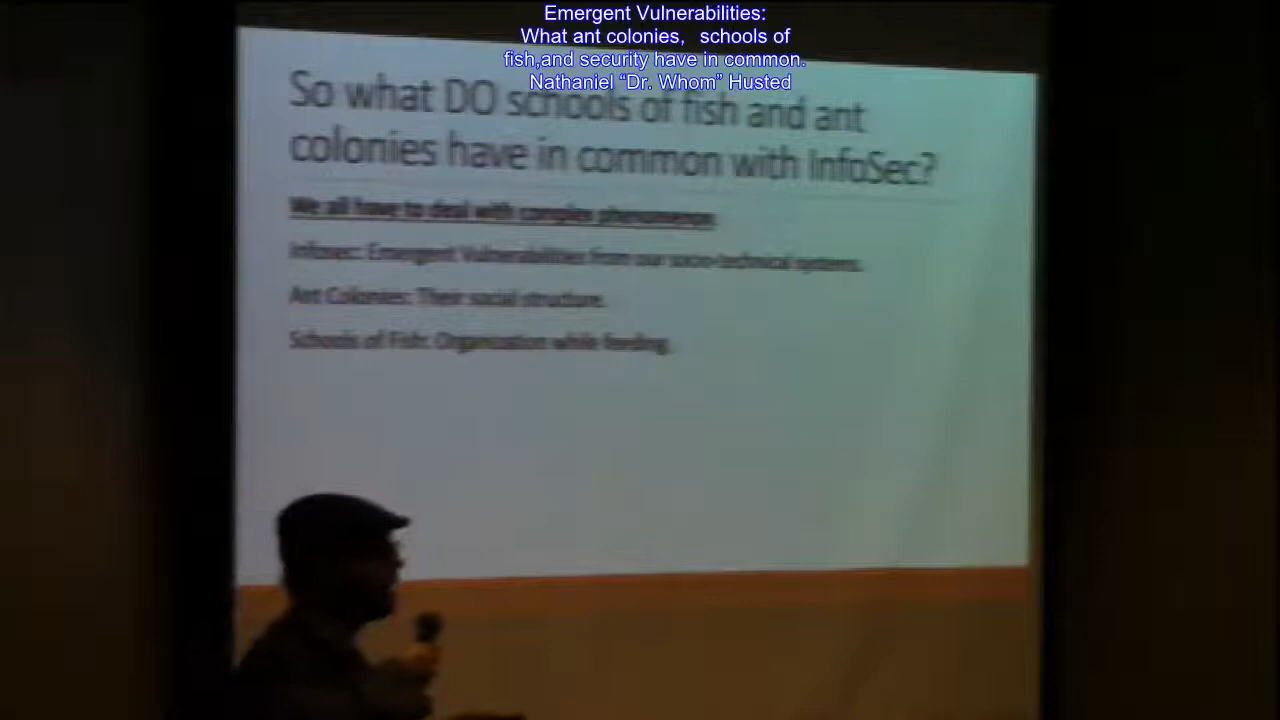 Emergent Vulnerabilities:
What ant colonies, schools of
fish,and security have in common.
Nathaniel “Dr. Whom” Husted
So what DO schools of fish and ant
colonies have in common with InfoSec?
We all have to deal with complex phenomenon.
Infosec: Emergent Vulnerabilities from our socio-technical systems.
Ant Colonies: Their social structure.
Schools of Fish: Organization while feeding.